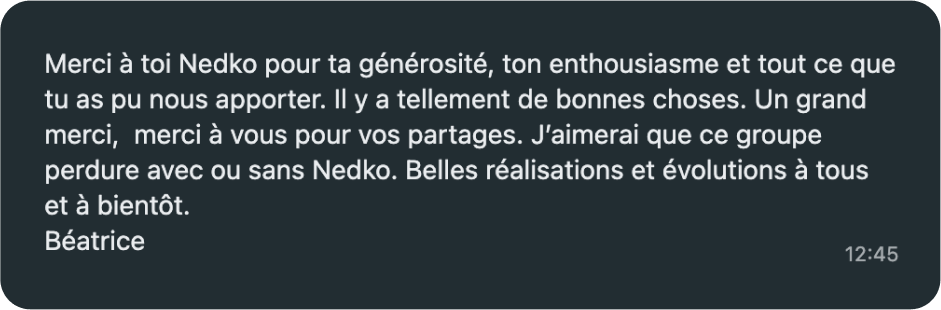 Merci à toi Nedko pour ta générosité, ton enthousiasme et tout ce que
tu as pu nous apporter. Il y a tellement de bonnes choses. Un grand
merci,  merci à vous pour vos partages. J’aimerai que ce groupe
perdure avec ou sans Nedko. Belles réalisations et évolutions à tous
et à bientôt.
Béatrice
12:45